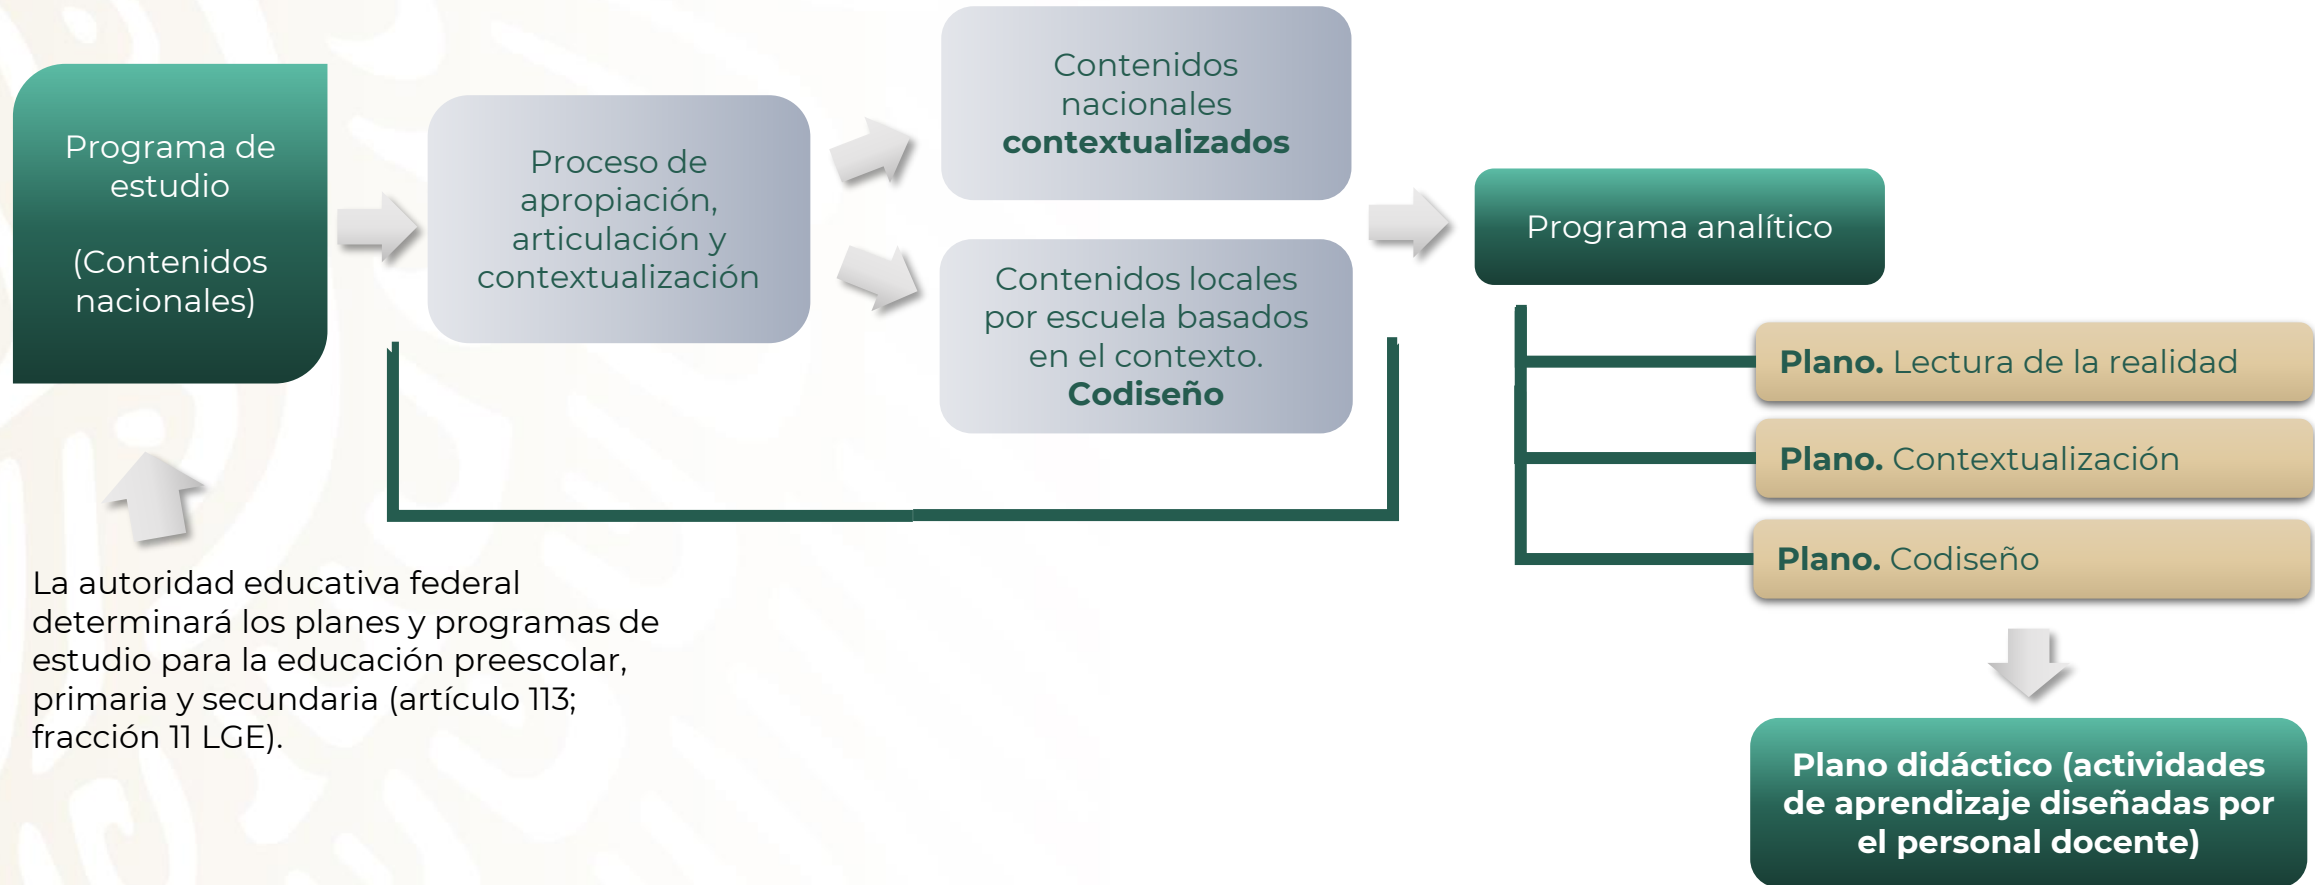 Programa de
estudio
(Contenidos
nacionales)
Proceso de
apropiación,
articulación y
contextualización
Contenidos
nacionales
contextualizados
Contenidos locales
por escuela basados
en el contexto.
Codiseño
Programa analítico
Plano. Lectura de la realidad
Plano. Contextualización
Plano. Codiseño
Plano didáctico (actividades
de aprendizaje diseñadas por
el personal docente)
La autoridad educativa federal
determinará los planes y programas de
estudio para la educación preescolar,
primaria y secundaria (artículo 113;
fracción 11 LGE).